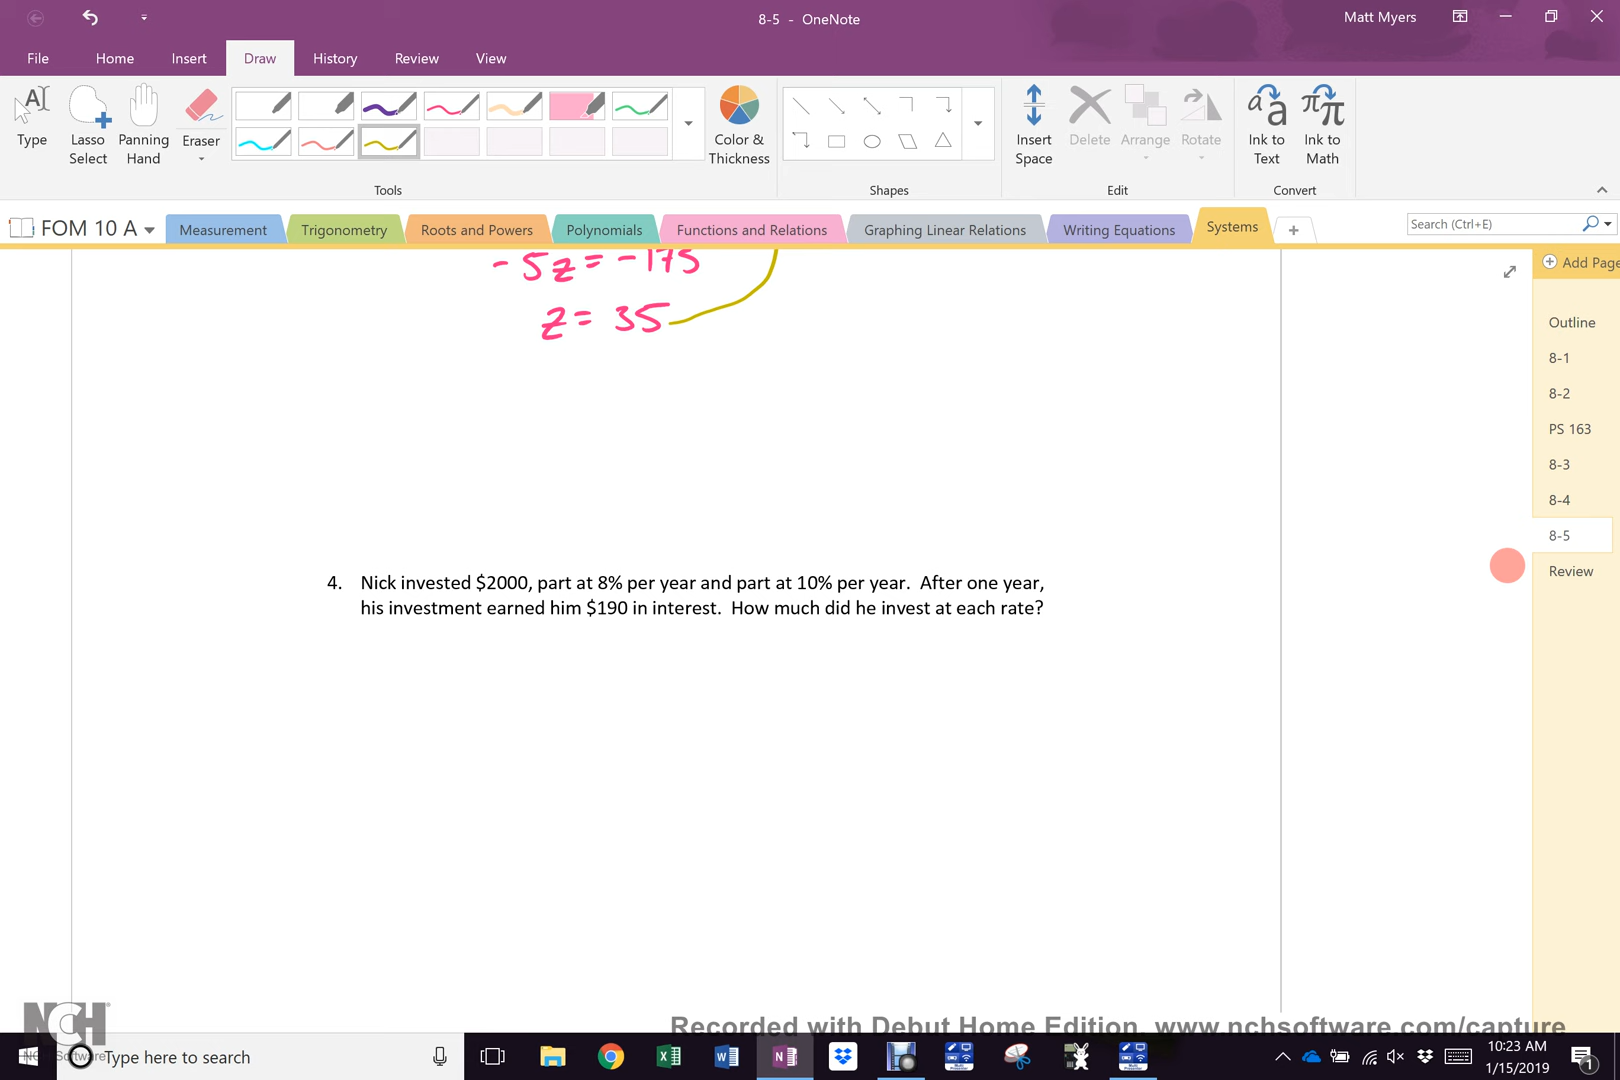 8-5 - OneNote
Matt Myers
File Home Insert Draw History Review View
Type
Lasso Select
Panning Hand
Eraser
Color & Thickness
Insert Space
Delete
Arrange
Rotate
Ink to Text
Ink to Math
Tools
Shapes
Edit
Convert
FOM 10 A
Measurement
Trigonometry
Roots and Powers
Polynomials
Functions and Relations
Graphing Linear Relations
Writing Equations
Systems
Search (Ctrl+E)
Add Page
Outline
8-1
8-2
PS 163
8-3
8-4
8-5
Review
-5z = -175
z = 35
4. Nick invested $2000, part at 8% per year and part at 10% per year. After one year,
his investment earned him $190 in interest. How much did he invest at each rate?
NCH
NCH Software
Recorded with Debut Home Edition. www.nchsoftware.com/capture
Type here to search
10:23 AM
1/15/2019
1